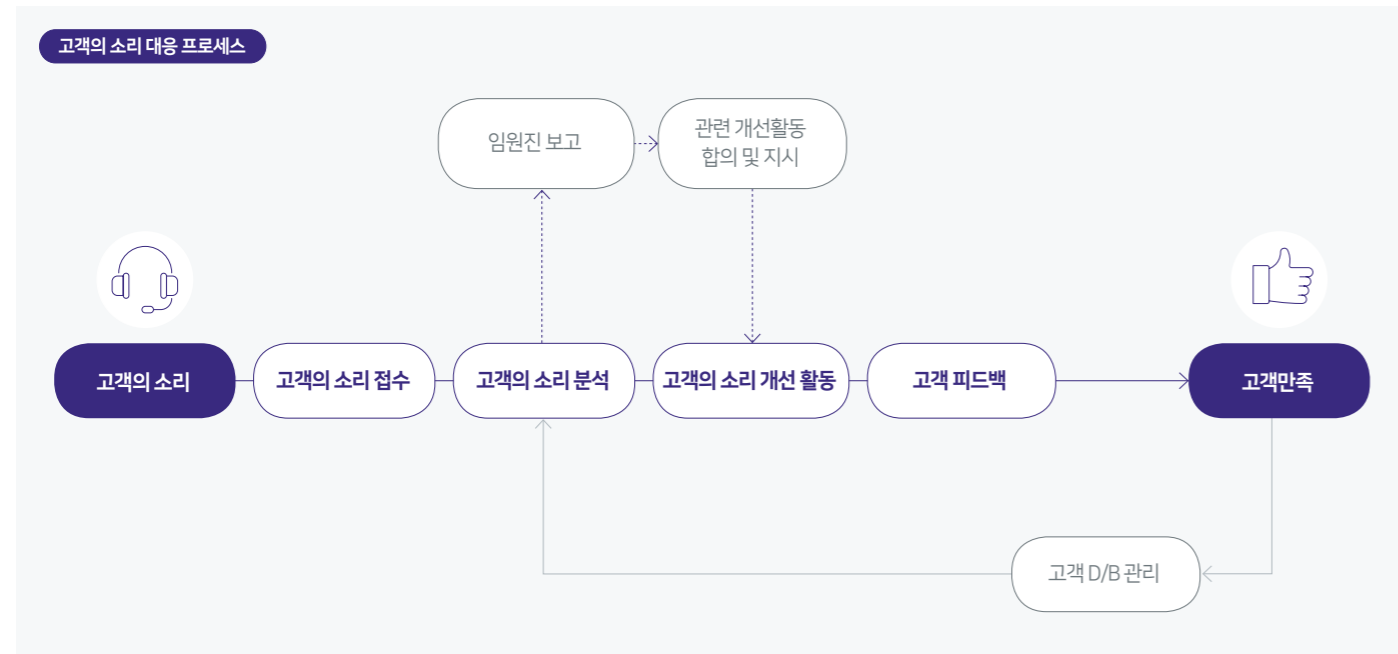 고객의 소리 대응 프로세스
임원진 보고
관련 개선활동
합의 및 지시
고객의 소리
고객의 소리 접수
고객의 소리 분석
고객의 소리 개선 활동
고객 피드백
고객만족
고객 D/B 관리